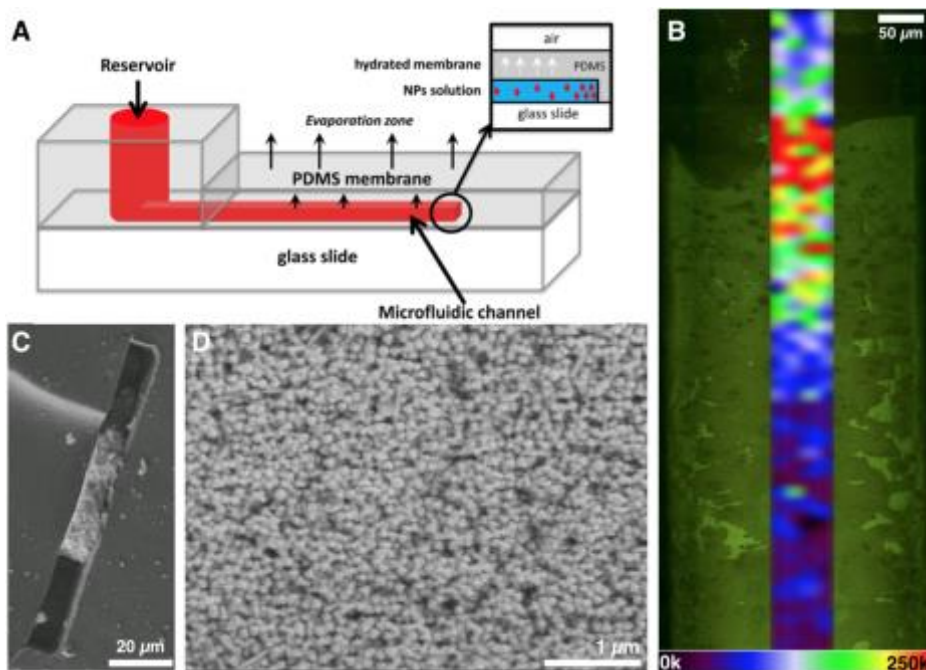 A
Reservoir
Evaporation zone
PDMS membrane
glass slide
Microfluidic channel
air
hydrated membrane
PDMS
NPs solution
glass slide
B
50 µm
0k
250k
C
20 µm
D
1 µm